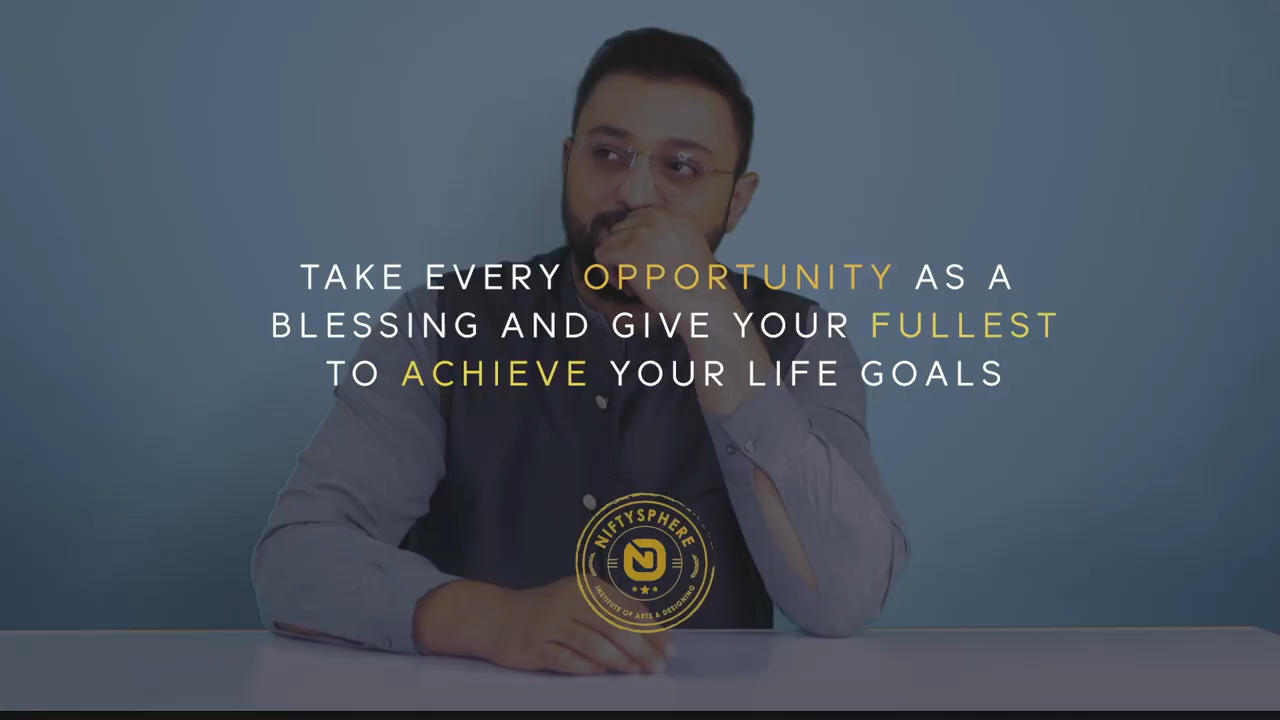 TAKE EVERY OPPORTUNITY AS A
BLESSING AND GIVE YOUR FULLEST
TO ACHIEVE YOUR LIFE GOALS
NIFTYSPHERE
INSTITUTE OF ARTS & DESIGNING